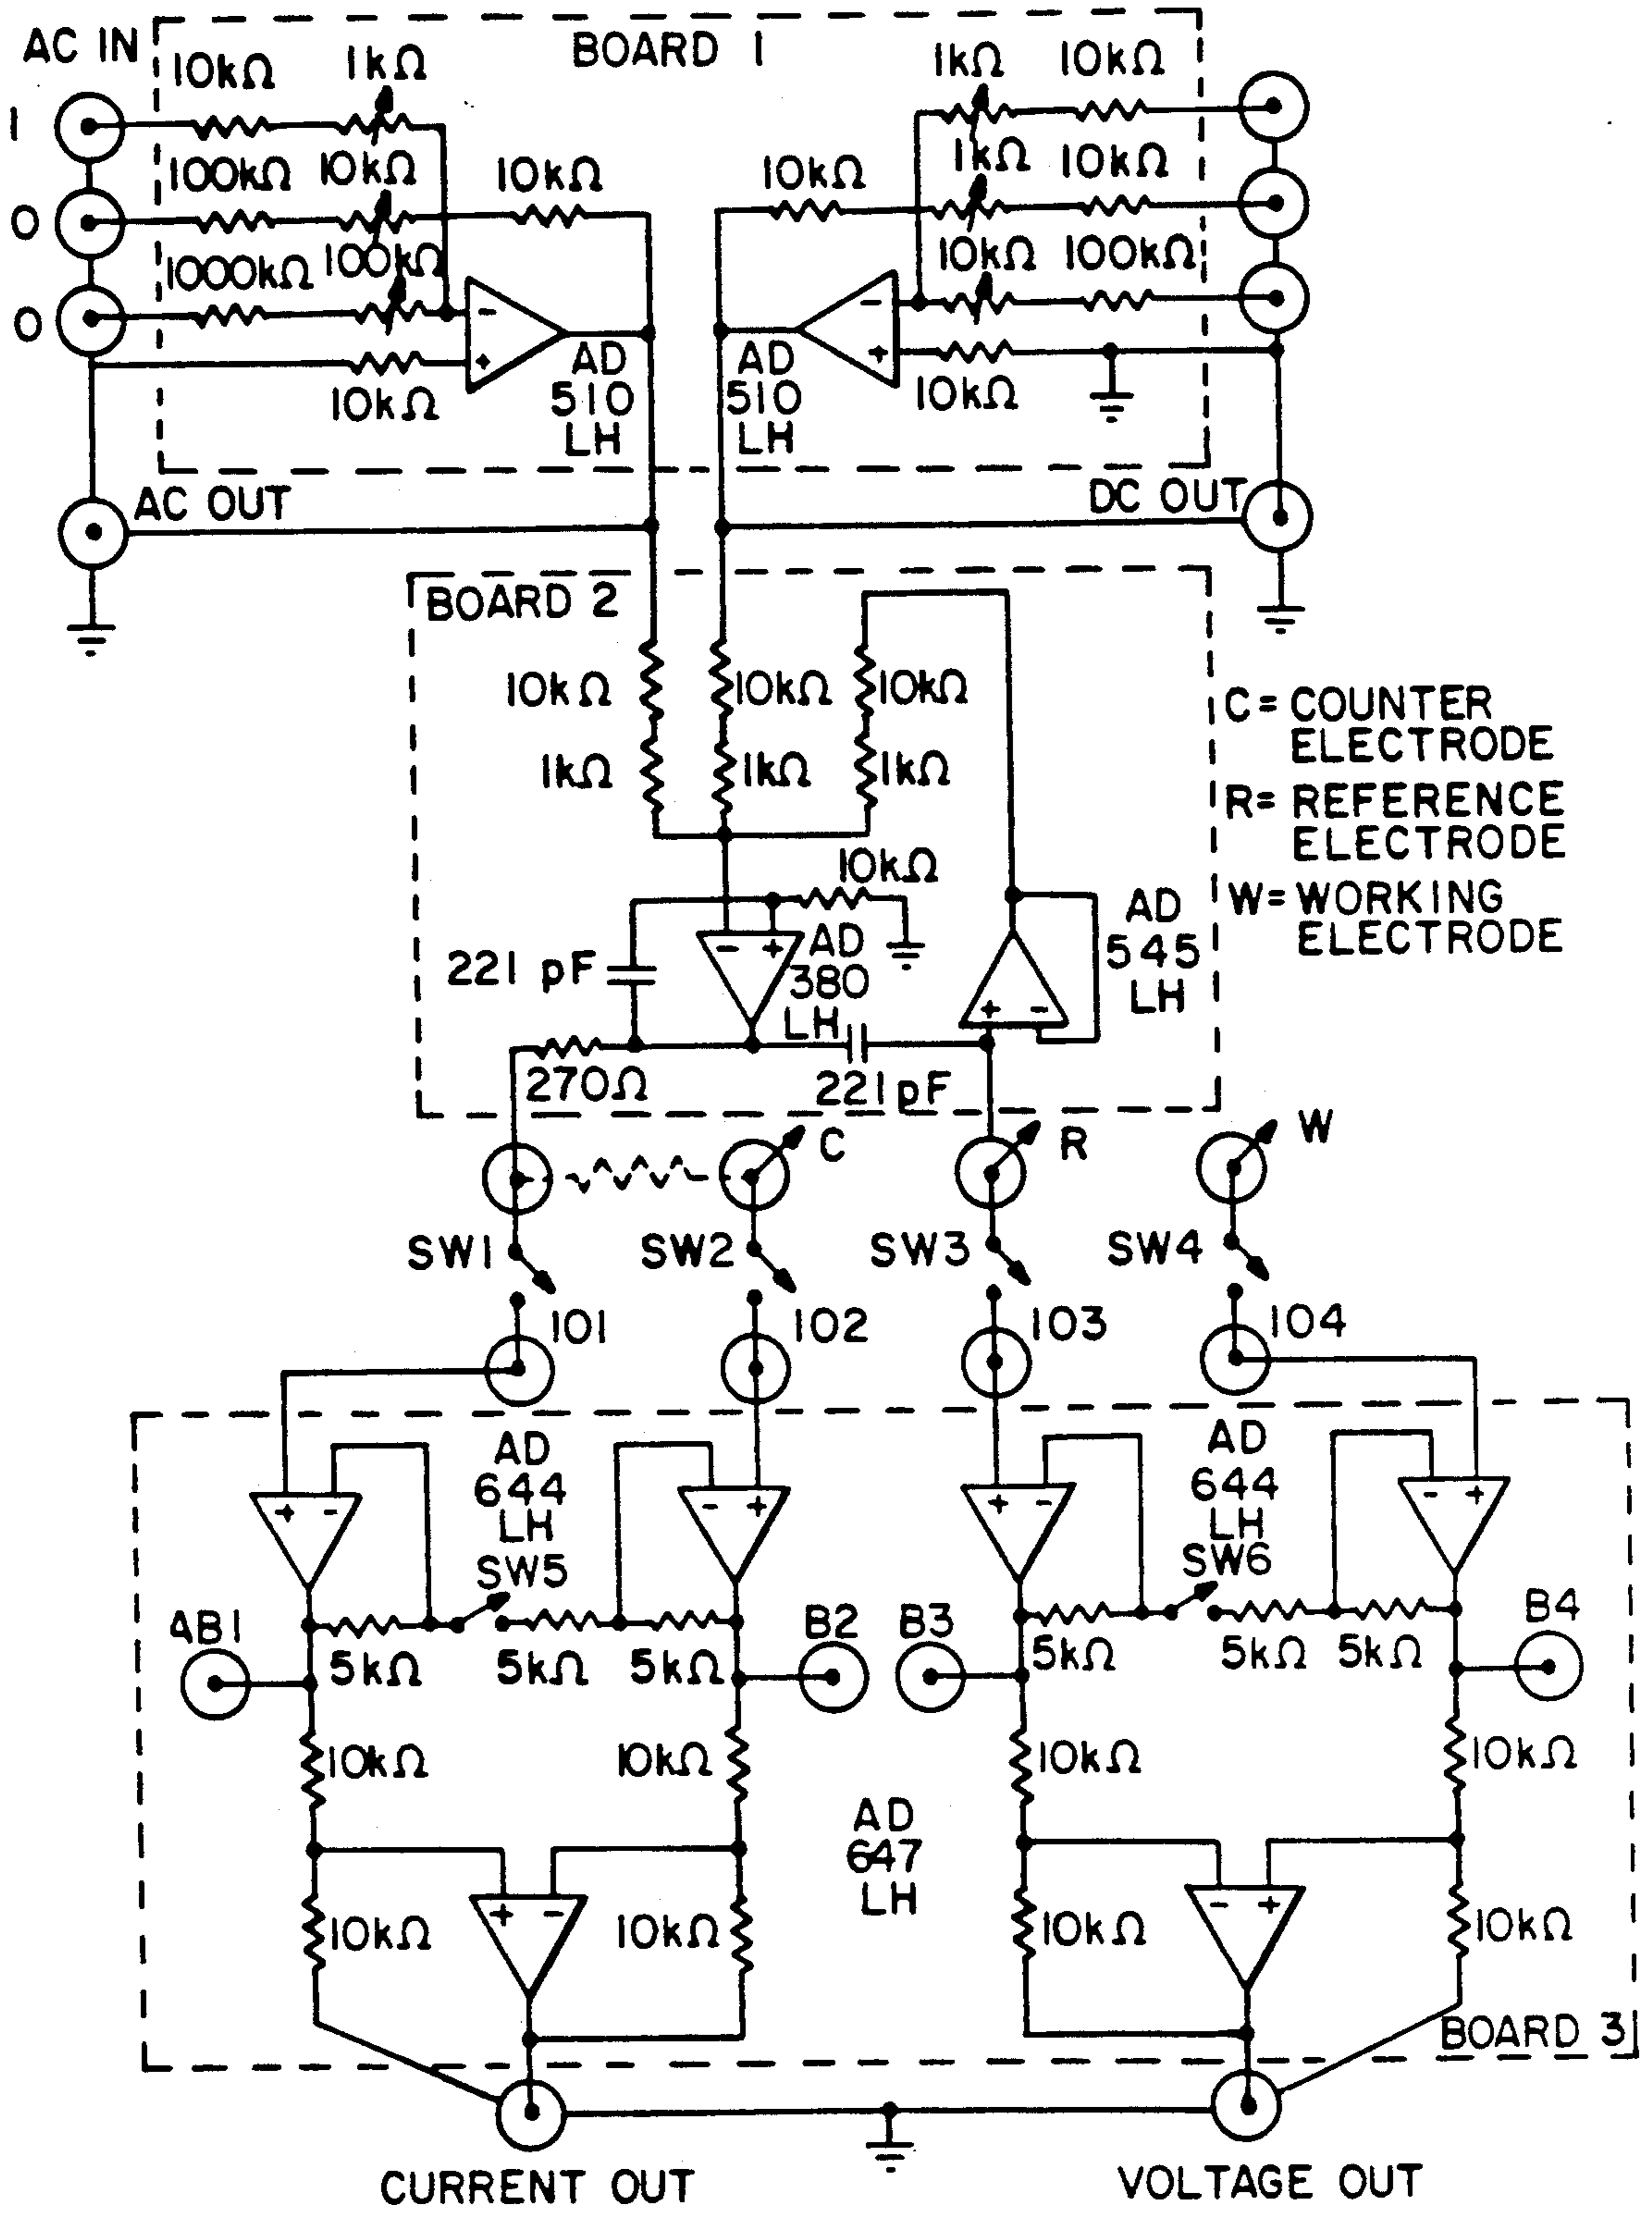 BOARD 1
AC IN
10kΩ 1kΩ
1kΩ 10kΩ
1
100kΩ 10kΩ 10kΩ
10kΩ 1kΩ 10kΩ
0
1000kΩ 100kΩ
10kΩ 100kΩ
0
- +
- +
10kΩ
AD
510
LH
AD
510
LH
10kΩ
AC OUT
DC OUT
BOARD 2
10kΩ 10kΩ 10kΩ
1kΩ 1kΩ 1kΩ
C = COUNTER
ELECTRODE
R = REFERENCE
ELECTRODE
W = WORKING
ELECTRODE
10kΩ
- +
AD
380
LH
221 pF
AD
545
LH
+ -
270Ω
221 pF
C
R
W
SW1 SW2 SW3 SW4
101 102 103 104
AD
644
LH
AD
644
LH
+ -
- +
+ -
- +
SW5
SW6
AB1
B2
B3
B4
5kΩ 5kΩ 5kΩ
5kΩ 5kΩ 5kΩ
10kΩ 10kΩ 10kΩ 10kΩ
AD
647
LH
+ -
- +
10kΩ 10kΩ 10kΩ 10kΩ
BOARD 3
CURRENT OUT
VOLTAGE OUT